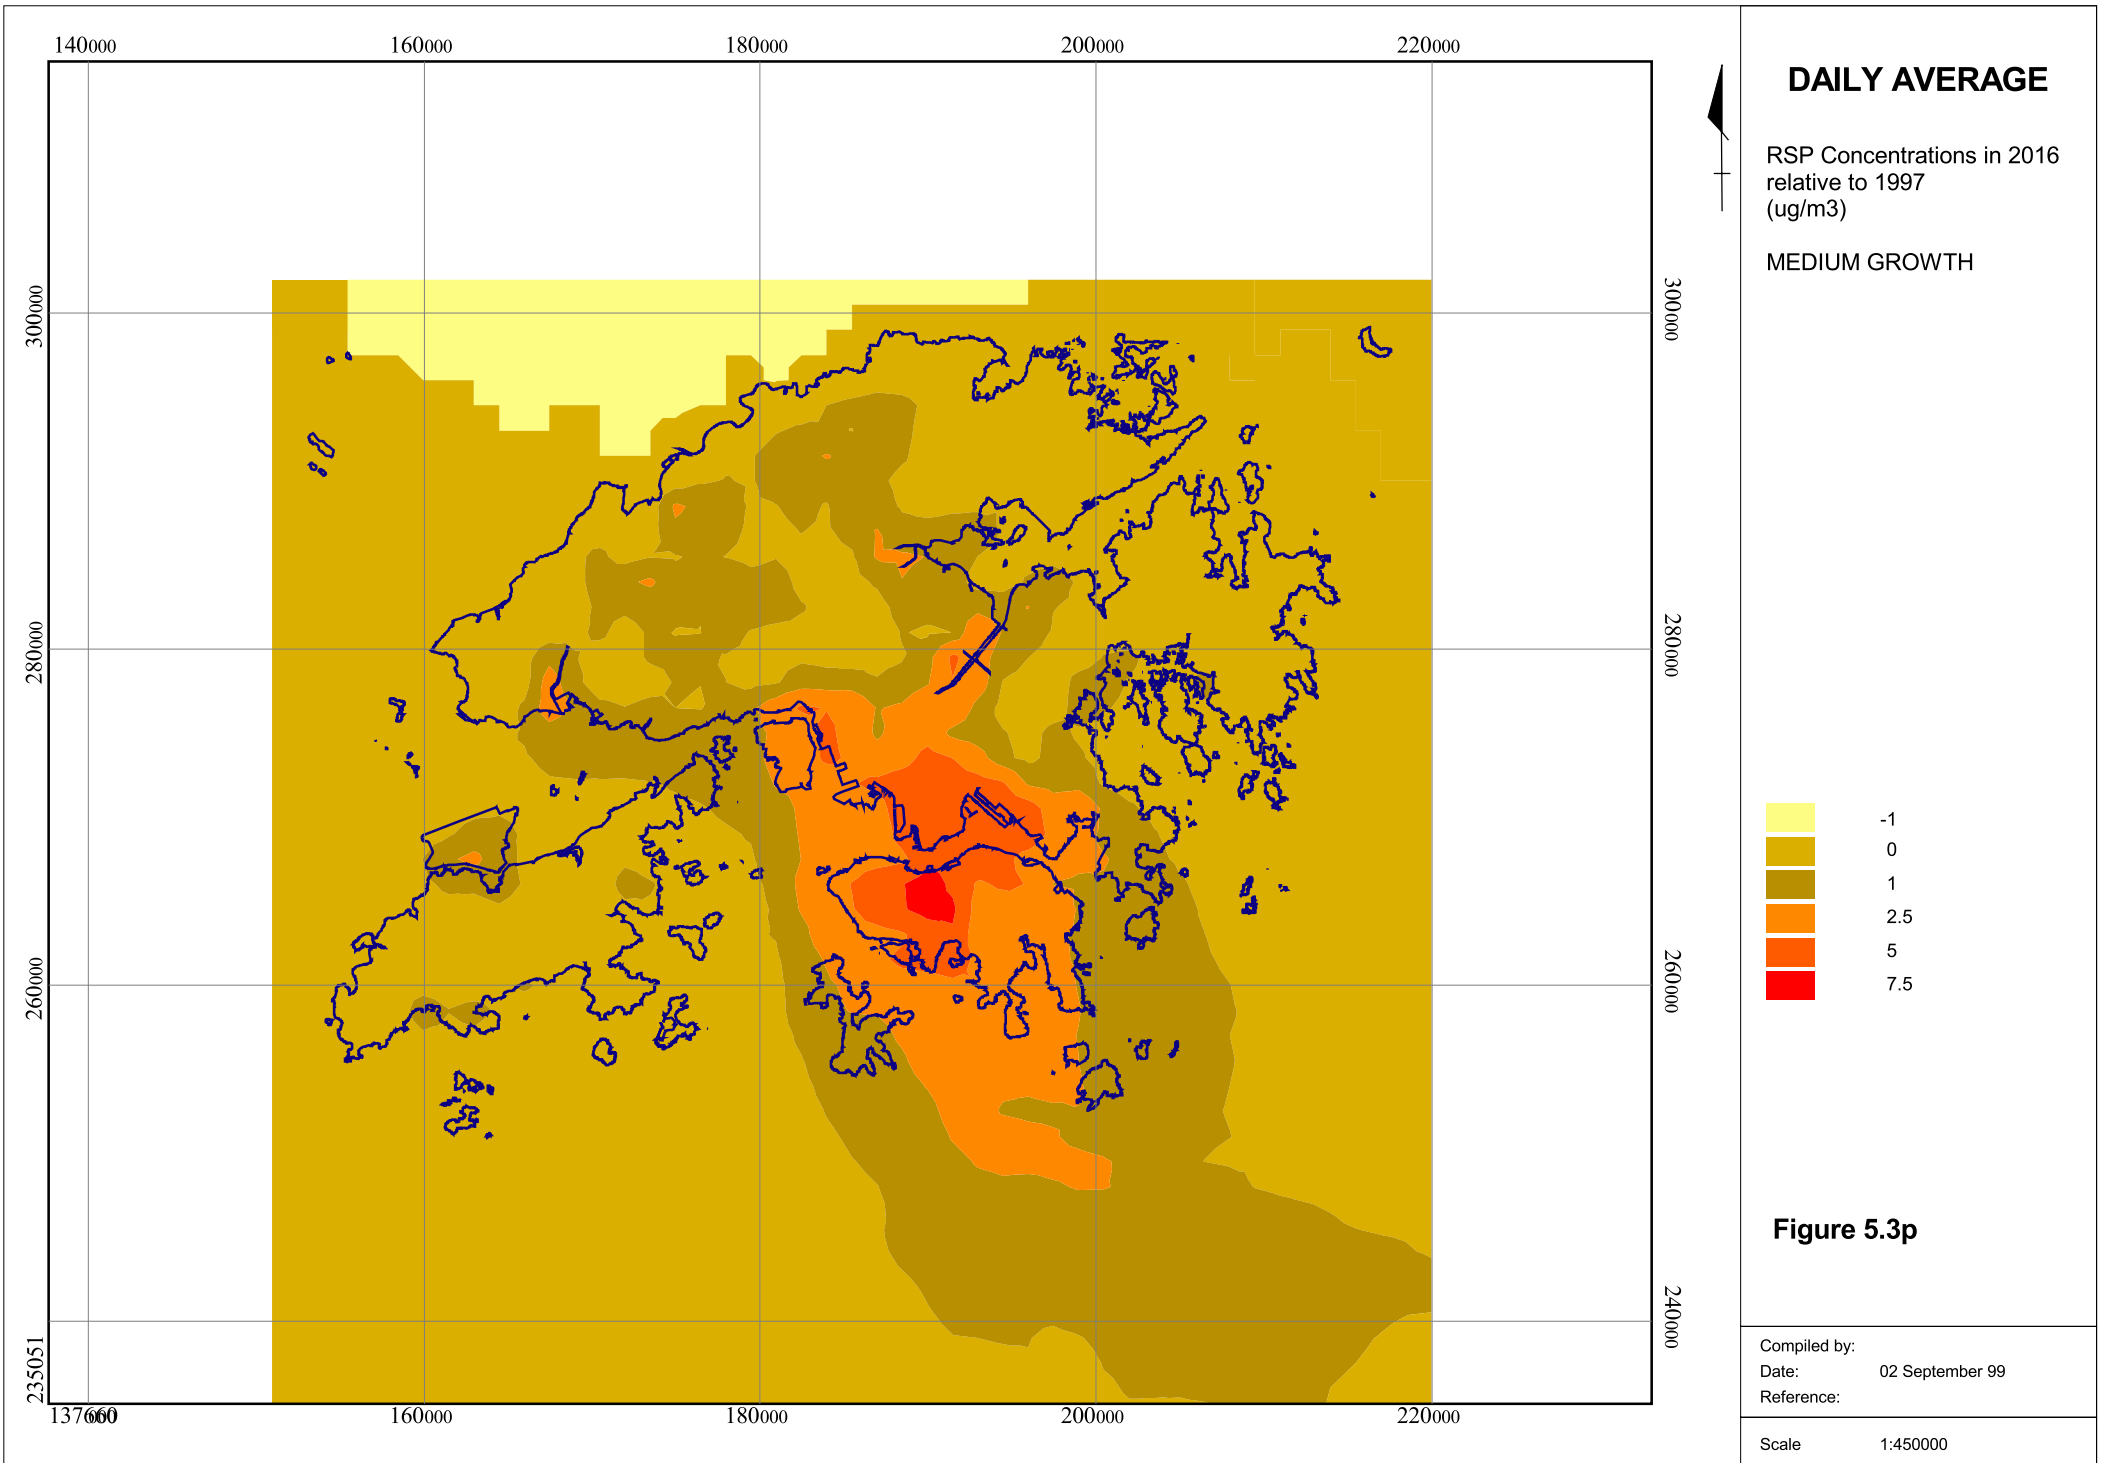 140000 160000 180000 200000 220000
DAILY AVERAGE
RSP Concentrations in 2016
relative to 1997
(ug/m3)
MEDIUM GROWTH
300000 300000
280000 280000
260000 260000
240000
235051
-1
0
1
2.5
5
7.5
Figure 5.3p
Compiled by:
Date: 02 September 99
Reference:
Scale 1:450000
137660 160000 180000 200000 220000